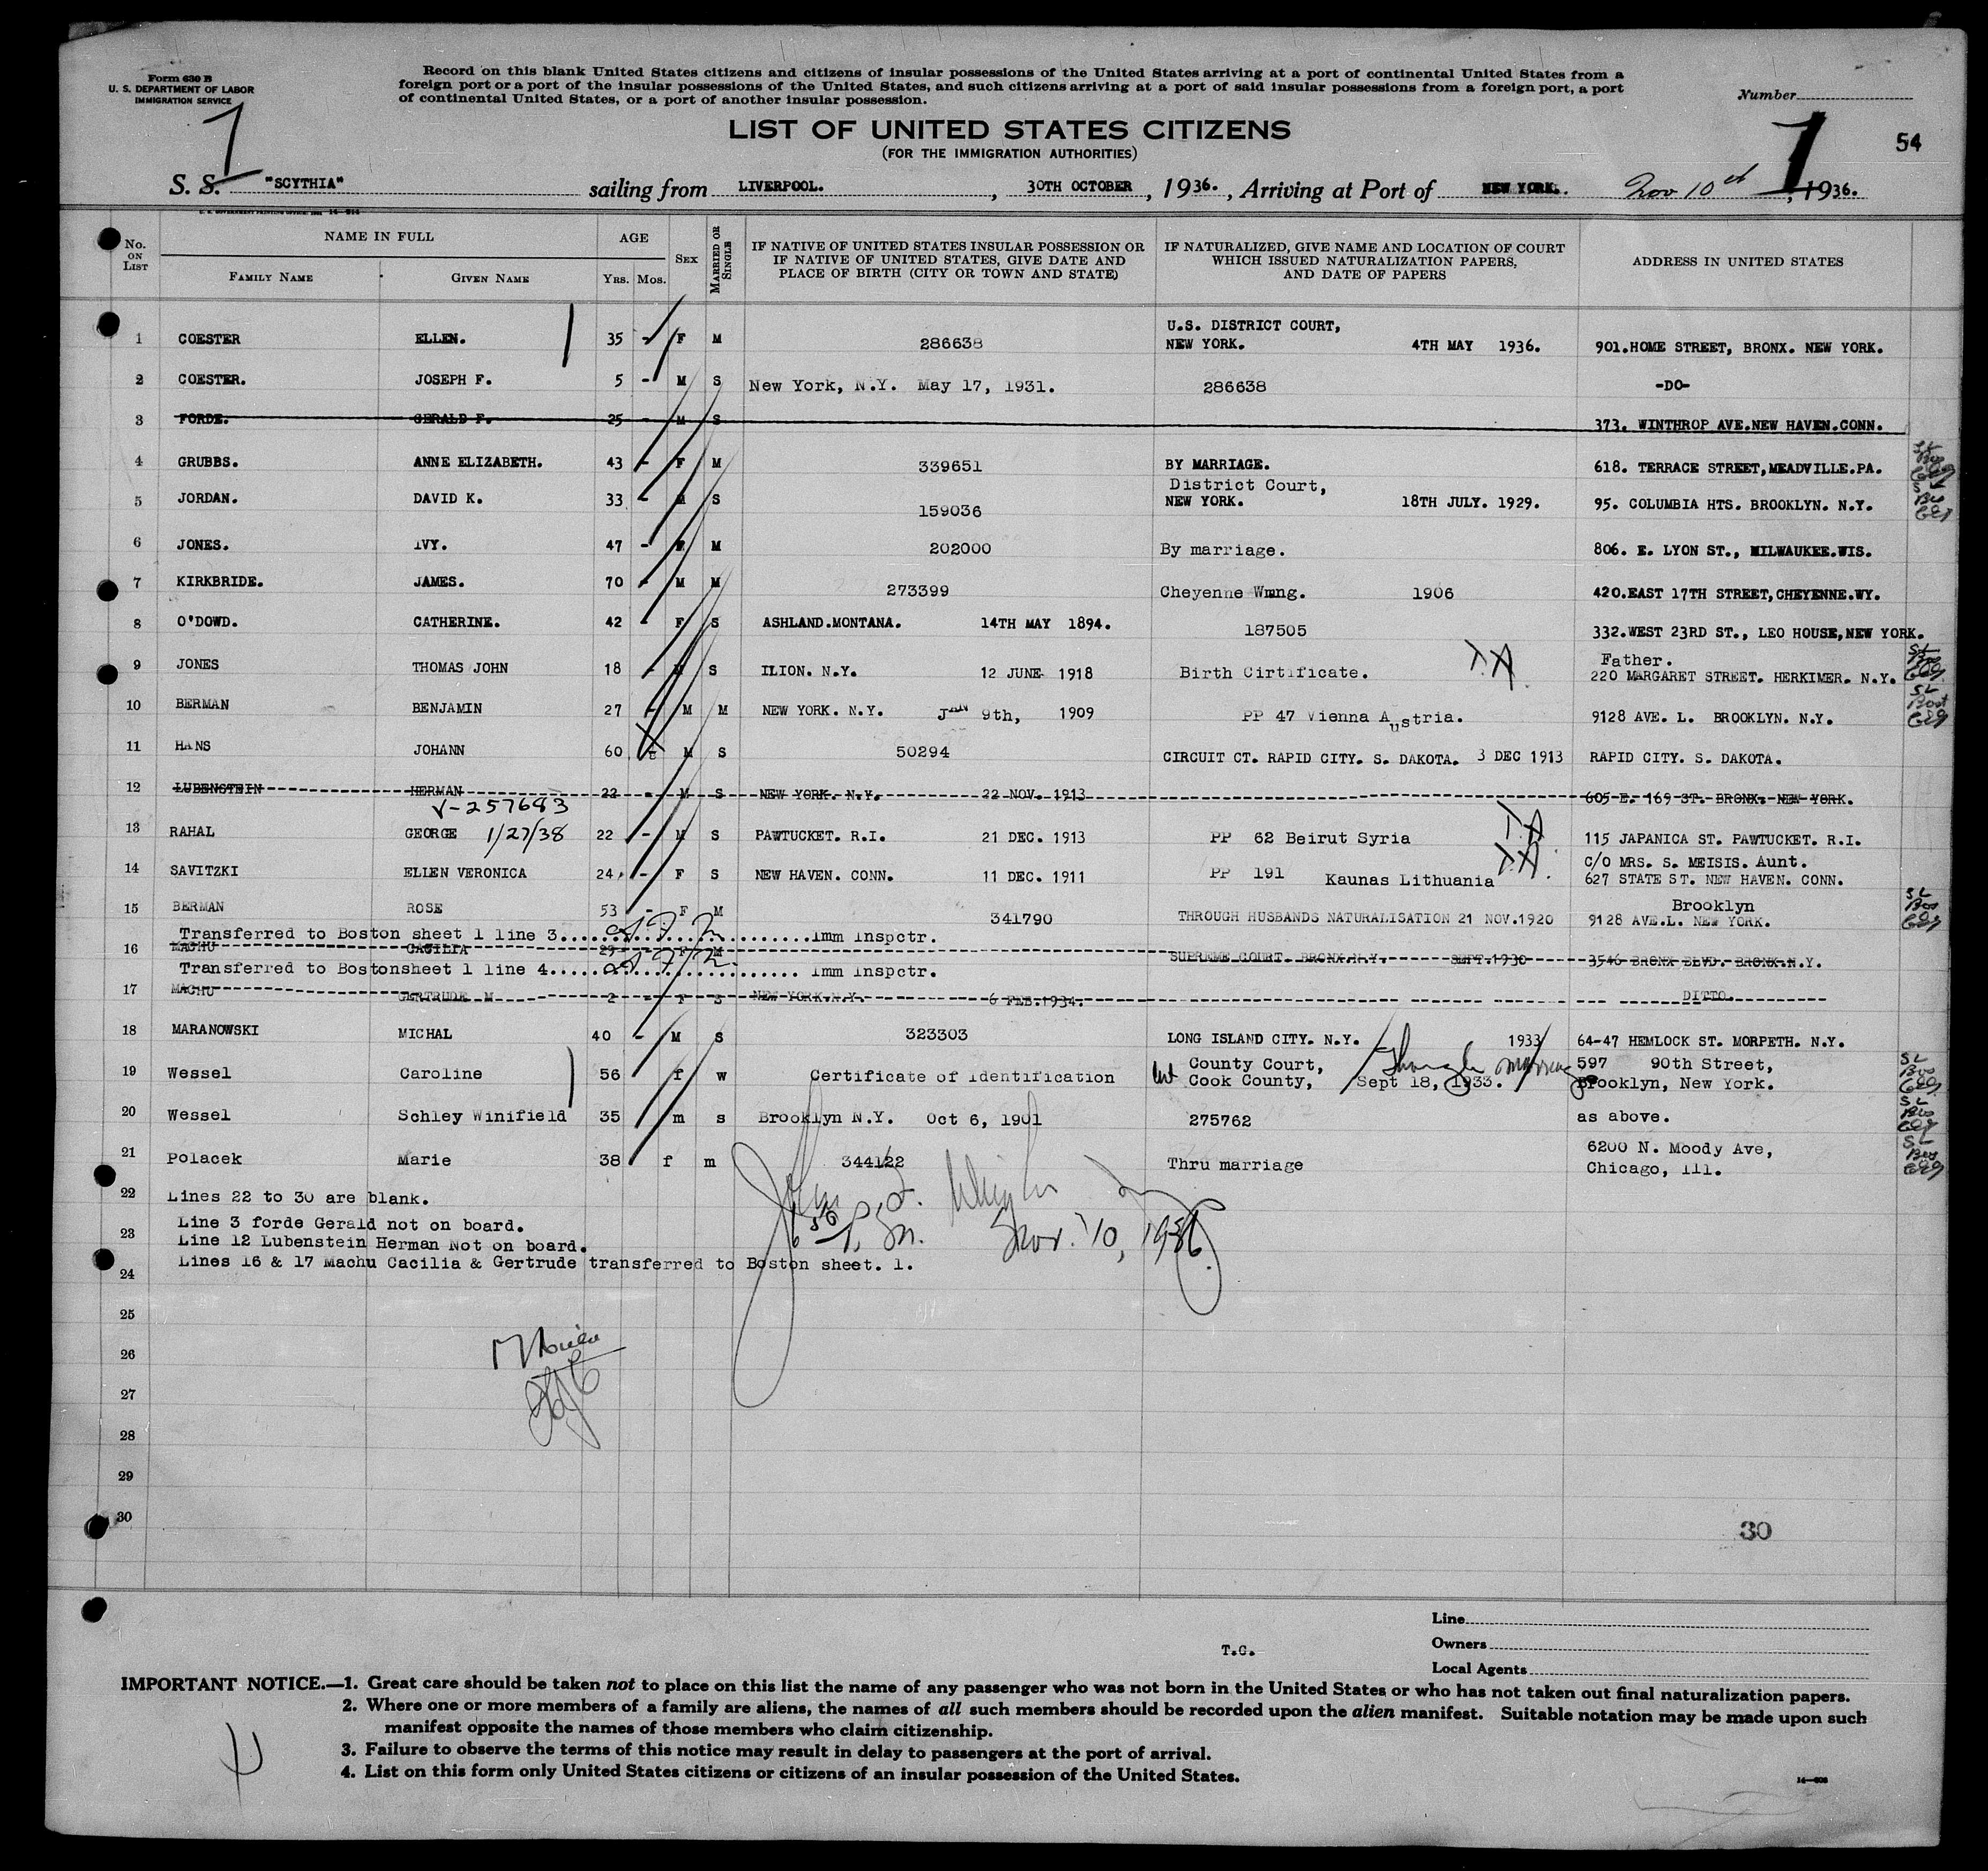 Form 630 B
U. S. DEPARTMENT OF LABOR
IMMIGRATION SERVICE
Record on this blank United States citizens and citizens of insular possessions of the United States arriving at a port of continental United States from a
foreign port or a port of the insular possessions of the United States, and such citizens arriving at a port of said insular possessions from a foreign port, a port
of continental United States, or a port of another insular possession.
Number
LIST OF UNITED STATES CITIZENS
(FOR THE IMMIGRATION AUTHORITIES)
1
54
S. S. "SCYTHIA" sailing from LIVERPOOL. , 30TH OCTOBER , 1936. , Arriving at Port of NEW YORK. Nov 10th , 1936.
No. ON LIST
NAME IN FULL
FAMILY NAME
GIVEN NAME
AGE
Yrs. Mos.
SEX
MARRIED OR SINGLE
IF NATIVE OF UNITED STATES INSULAR POSSESSION OR
IF NATIVE OF UNITED STATES, GIVE DATE AND
PLACE OF BIRTH (CITY OR TOWN AND STATE)
IF NATURALIZED, GIVE NAME AND LOCATION OF COURT
WHICH ISSUED NATURALIZATION PAPERS,
AND DATE OF PAPERS
ADDRESS IN UNITED STATES
U.S. DISTRICT COURT,
1 COESTER ELLEN. 35 - F M 286638 NEW YORK. 4TH MAY 1936. 901.HOME STREET, BRONX. NEW YORK.
2 COESTER. JOSEPH F. 5 - M S New York, N.Y. May 17, 1931. 286638 -DO-
3 FORDE. GERALD F. 25 - M S 373. WINTHROP AVE.NEW HAVEN.CONN.
4 GRUBBS. ANNE ELIZABETH. 43 - F M 339651 BY MARRIAGE. 618. TERRACE STREET,MEADVILLE.PA.
District Court,
5 JORDAN. DAVID K. 33 - M S 159036 NEW YORK. 18TH JULY. 1929. 95. COLUMBIA HTS. BROOKLYN. N.Y.
6 JONES. IVY. 47 - F M 202000 By marriage. 806. E. LYON ST., MILWAUKEE.WIS.
7 KIRKBRIDE. JAMES. 70 - M M 273399 Cheyenne Wmng. 1906 420.EAST 17TH STREET,CHEYENNE.WY.
8 O'DOWD. CATHERINE. 42 - F S ASHLAND.MONTANA. 14TH MAY 1894. 187505 332.WEST 23RD ST., LEO HOUSE,NEW YORK.
Father.
9 JONES THOMAS JOHN 18 - M S ILION. N.Y. 12 JUNE 1918 Birth Cirtificate. 220 MARGARET STREET. HERKIMER. N.Y.
10 BERMAN BENJAMIN 27 - M M NEW YORK. N.Y. JAN 9th, 1909 PP 47 Vienna Austria. 9128 AVE. L. BROOKLYN. N.Y.
11 HANS JOHANN 60 - M S 50294 CIRCUIT CT. RAPID CITY. S. DAKOTA. 3 DEC 1913 RAPID CITY. S. DAKOTA.
12 LUBENSTEIN HERMAN 22 - M S NEW YORK. N.Y. 22 NOV. 1913 605 E. 169 ST. BRONX. NEW YORK.
V-257683
13 RAHAL GEORGE 1/27/38 22 - M S PAWTUCKET. R.I. 21 DEC. 1913 PP 62 Beirut Syria 115 JAPANICA ST. PAWTUCKET. R.I.
C/O MRS. S. MEISIS. Aunt.
14 SAVITZKI ELLEN VERONICA 24 - F S NEW HAVEN. CONN. 11 DEC. 1911 PP 191 Kaunas Lithuania 627 STATE ST. NEW HAVEN. CONN.
Brooklyn
15 BERMAN ROSE 53 - F M 341790 THROUGH HUSBANDS NATURALISATION 21 NOV.1920 9128 AVE.L. NEW YORK.
Transferred to Boston sheet 1 line 3 Imm Inspctr.
16 MACHU CACILIA 29 - F M SUPREME COURT. BRONX.N.Y. SEPT.1930 3546 BRONX BLVD. BRONX.N.Y.
Transferred to Bostonsheet 1 line 4 Imm Inspctr.
17 MACHU GERTRUDE M 2 - F S NEW YORK.N.Y. 6 FEB.1934. DITTO.
18 MARANOWSKI MICHAL 40 - M S 323303 LONG ISLAND CITY. N.Y. 1933 64-47 HEMLOCK ST. MORPETH. N.Y.
County Court, Through marriage 597 90th Street,
19 Wessel Caroline 56 f w Certificate of Identification Cook County, Sept 18, 1933. Brooklyn, New York.
20 Wessel Schley Winifield 35 m s Brooklyn N.Y. Oct 6, 1901 275762 as above.
6200 N. Moody Ave,
21 Polacek Marie 38 f m 344122 Thru marriage Chicago, Ill.
22 Lines 22 to 30 are blank.
Line 3 forde Gerald not on board.
23
Line 12 Lubenstein Herman Not on board.
Lines 16 & 17 Machu Cacilia & Gertrude transferred to Boston sheet. 1.
Nov. 10, 1936.
24
25
26
27
28
29
30
30
Line
Owners
Local Agents
T.C.
IMPORTANT NOTICE.—1. Great care should be taken not to place on this list the name of any passenger who was not born in the United States or who has not taken out final naturalization papers.
2. Where one or more members of a family are aliens, the names of all such members should be recorded upon the alien manifest. Suitable notation may be made upon such
manifest opposite the names of those members who claim citizenship.
3. Failure to observe the terms of this notice may result in delay to passengers at the port of arrival.
4. List on this form only United States citizens or citizens of an insular possession of the United States.